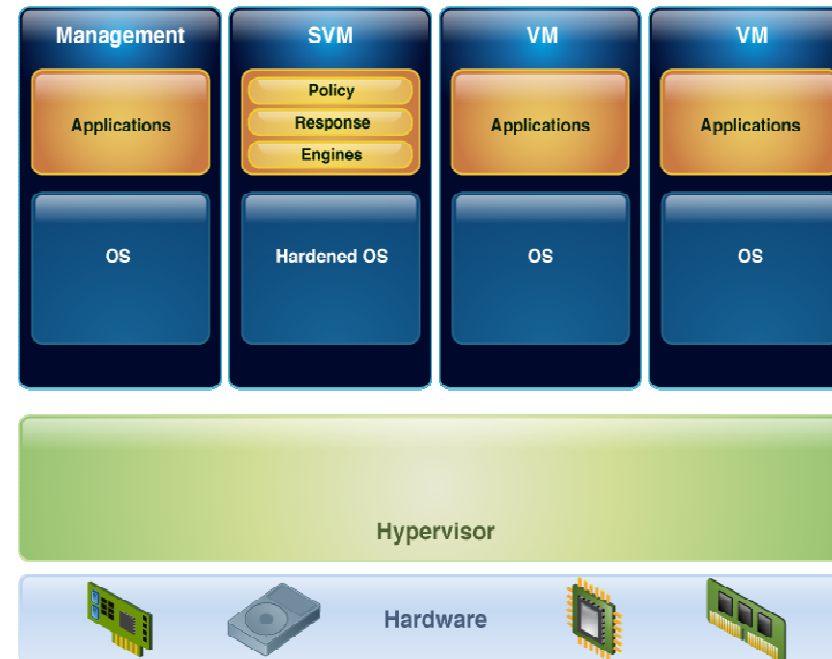 Management
SVM
VM
VM
Applications
Policy
Response
Engines
Applications
Applications
OS
Hardened OS
OS
OS
Hypervisor
Hardware